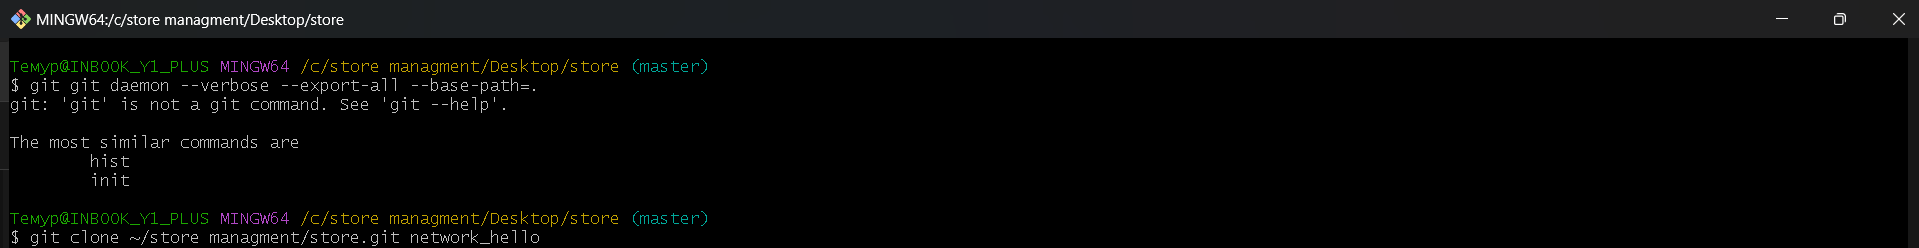 MINGW64:/c/store managment/Desktop/store
Темур@INBOOK_Y1_PLUS MINGW64 /c/store managment/Desktop/store (master)
$ git git daemon --verbose --export-all --base-path=.
git: 'git' is not a git command. See 'git --help'.
The most similar commands are
hist
init
Темур@INBOOK_Y1_PLUS MINGW64 /c/store managment/Desktop/store (master)
$ git clone ~/store managment/store.git network_hello